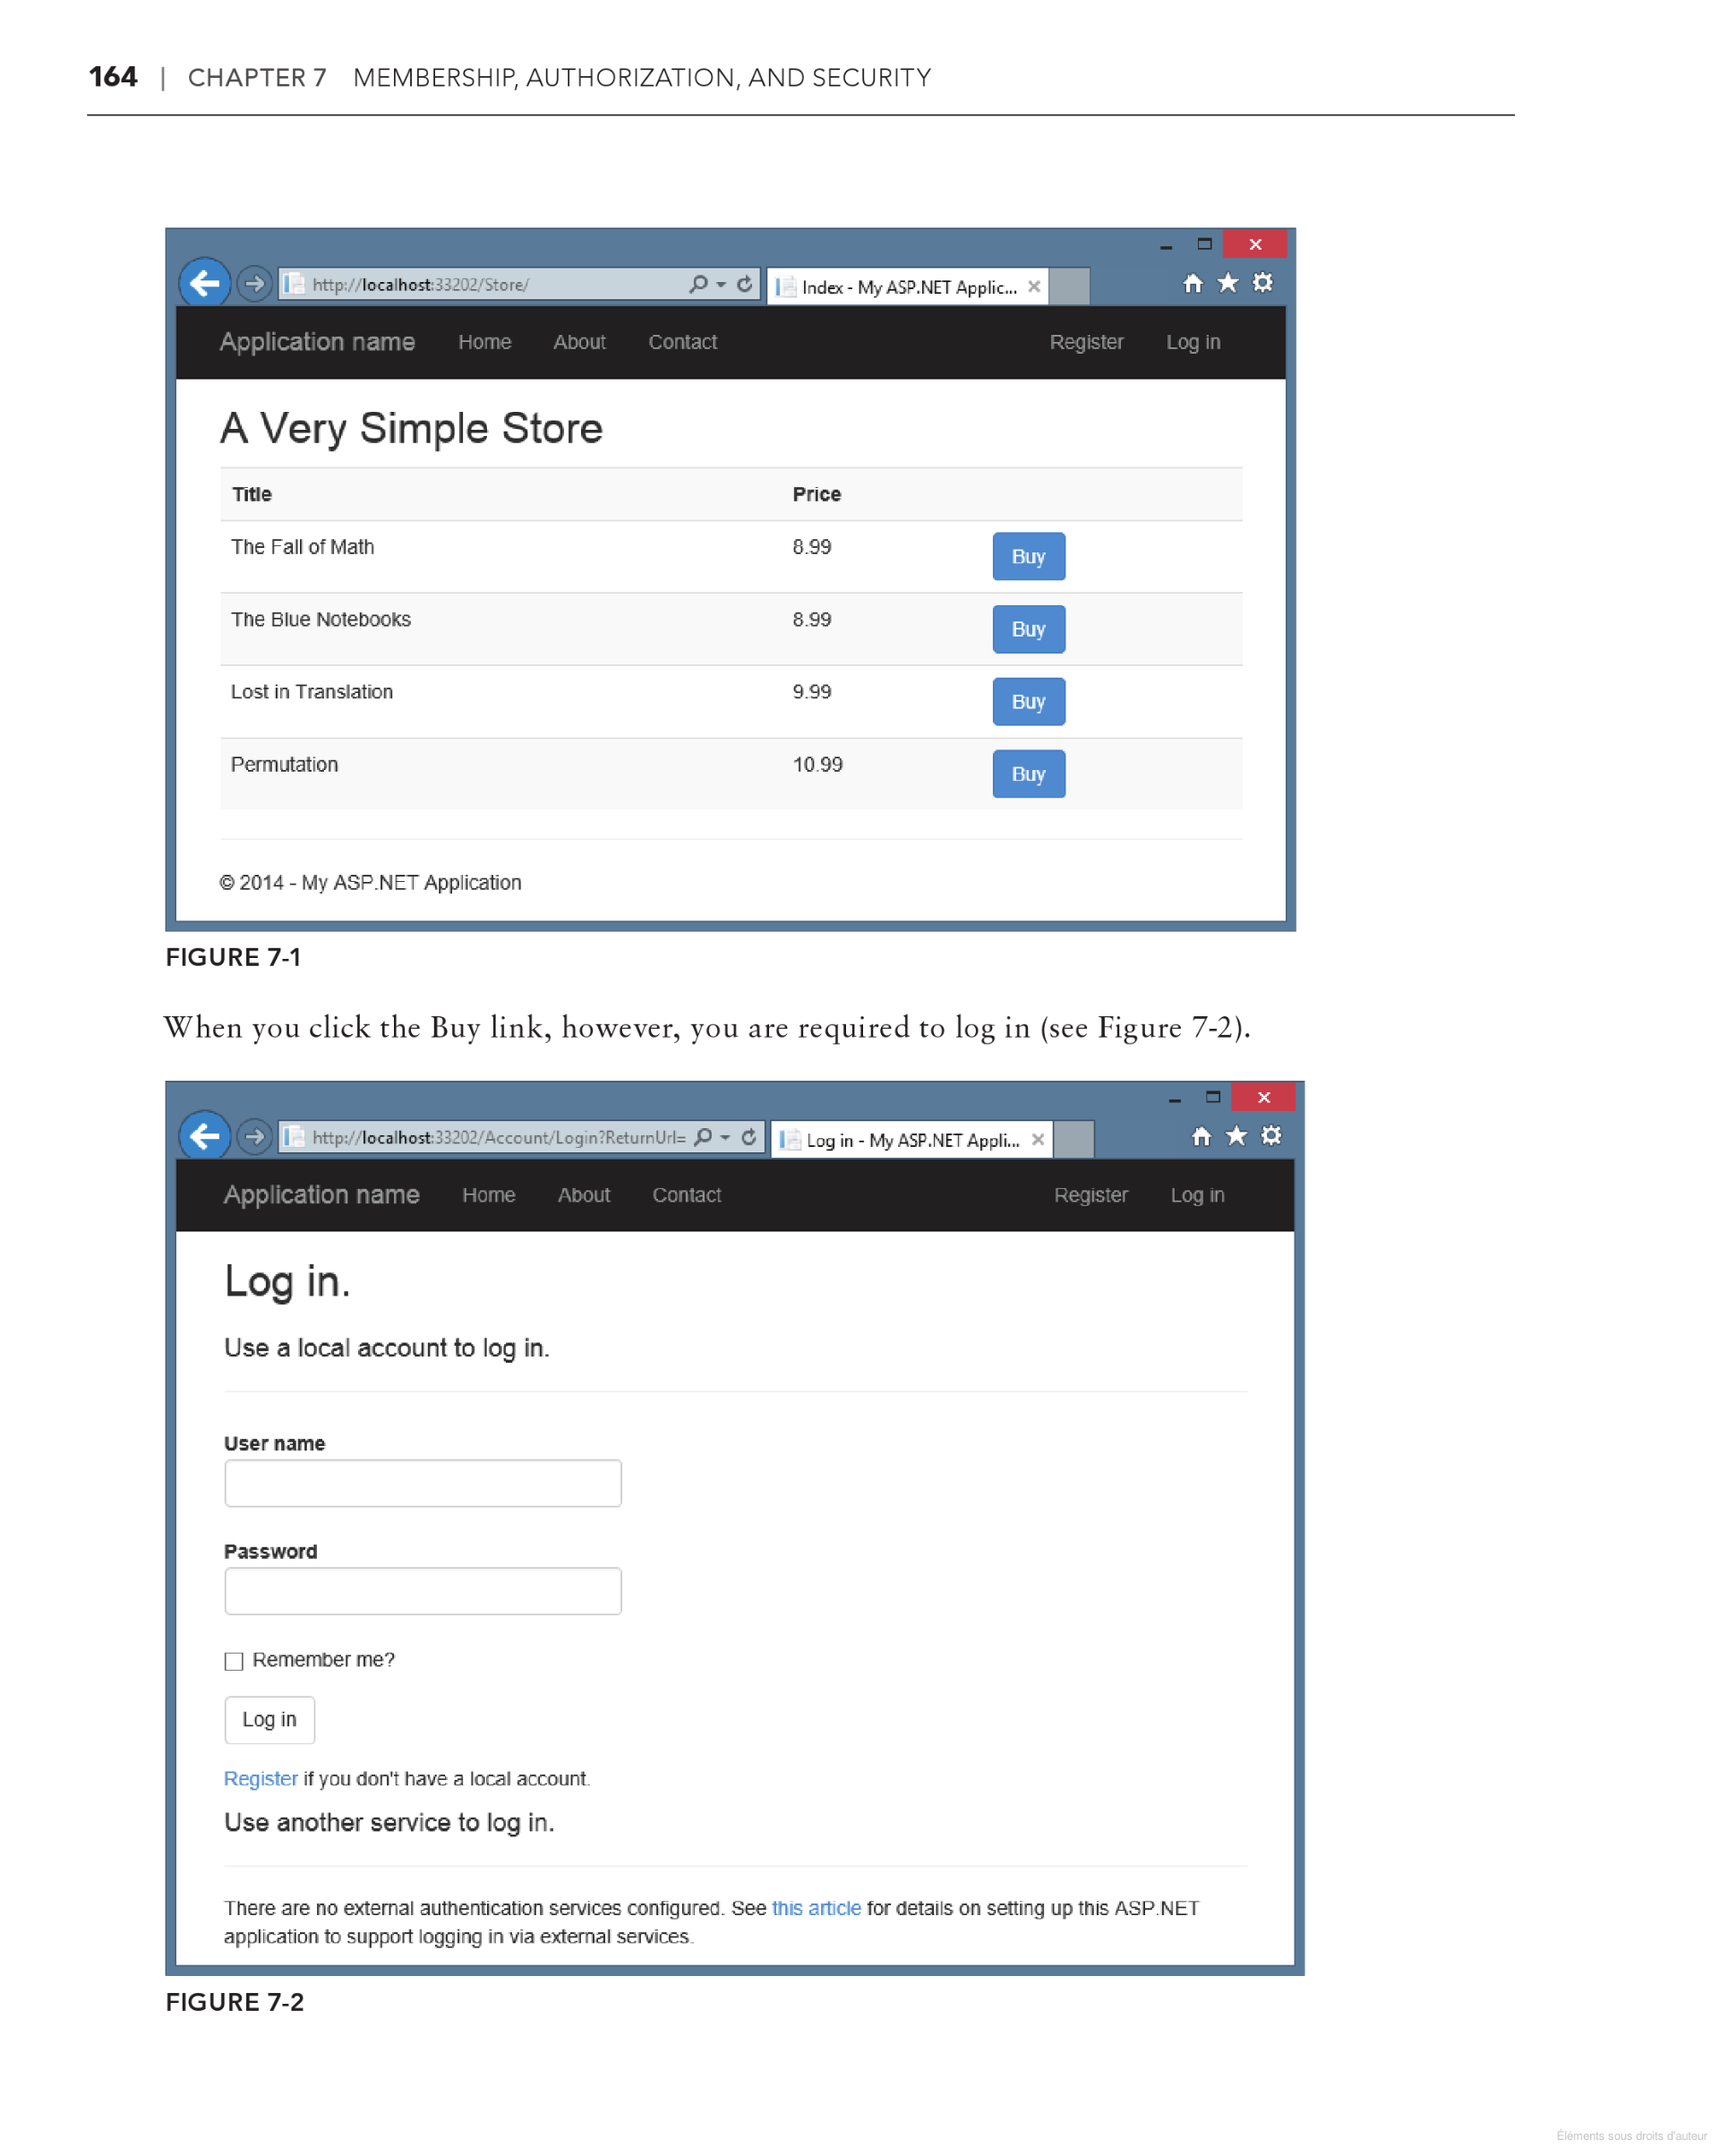 164 | CHAPTER 7 MEMBERSHIP, AUTHORIZATION, AND SECURITY
http://localhost:33202/Store/
Index - My ASP.NET Applic...
Application name Home About Contact Register Log in
A Very Simple Store
Title Price
The Fall of Math 8.99 Buy
The Blue Notebooks 8.99 Buy
Lost in Translation 9.99 Buy
Permutation 10.99 Buy
© 2014 - My ASP.NET Application
FIGURE 7-1
When you click the Buy link, however, you are required to log in (see Figure 7-2).
http://localhost:33202/Account/Login?ReturnUrl=
Log in - My ASP.NET Appli...
Application name Home About Contact Register Log in
Log in.
Use a local account to log in.
User name
Password
Remember me?
Log in
Register if you don't have a local account.
Use another service to log in.
There are no external authentication services configured. See this article for details on setting up this ASP.NET
application to support logging in via external services.
FIGURE 7-2
Éléments sous droits d'auteur